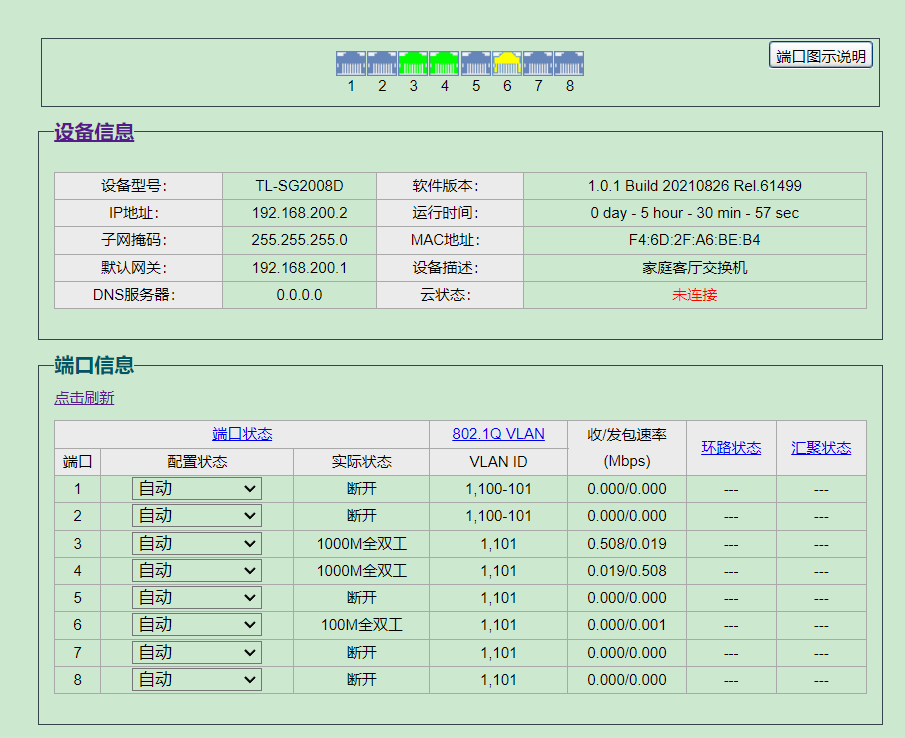 端口图示说明
1 2 3 4 5 6 7 8
设备信息
设备型号： TL-SG2008D 软件版本： 1.0.1 Build 20210826 Rel.61499
IP地址： 192.168.200.2 运行时间： 0 day - 5 hour - 30 min - 57 sec
子网掩码： 255.255.255.0 MAC地址： F4:6D:2F:A6:BE:B4
默认网关： 192.168.200.1 设备描述： 家庭客厅交换机
DNS服务器： 0.0.0.0 云状态： 未连接
端口信息
点击刷新
端口状态 802.1Q VLAN 收/发包速率 环路状态 汇聚状态
端口 配置状态 实际状态 VLAN ID (Mbps)
1 自动 断开 1,100-101 0.000/0.000 --- ---
2 自动 断开 1,100-101 0.000/0.000 --- ---
3 自动 1000M全双工 1,101 0.508/0.019 --- ---
4 自动 1000M全双工 1,101 0.019/0.508 --- ---
5 自动 断开 1,101 0.000/0.000 --- ---
6 自动 100M全双工 1,101 0.000/0.001 --- ---
7 自动 断开 1,101 0.000/0.000 --- ---
8 自动 断开 1,101 0.000/0.000 --- ---